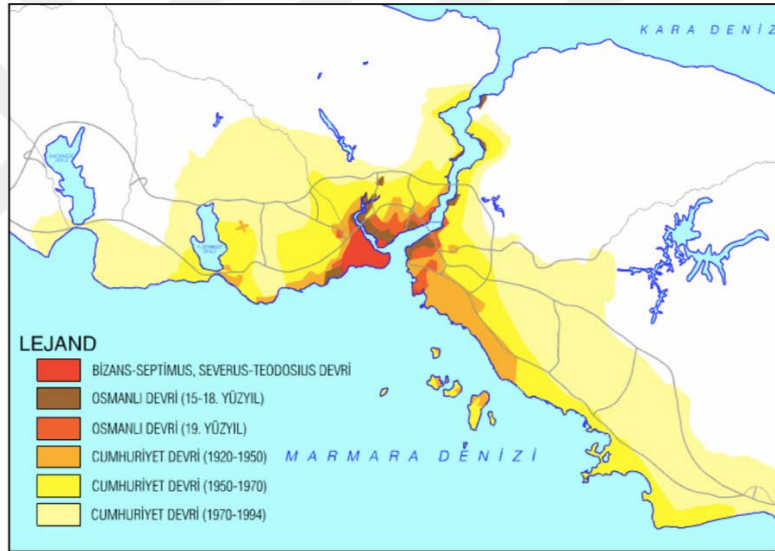 KARA DENİZ
LEJAND
BİZANS-SEPTİMUS, SEVERUS-TEODOSIUS DEVRİ
OSMANLI DEVRİ (15-18. YÜZYIL)
OSMANLI DEVRİ (19. YÜZYIL)
CUMHURİYET DEVRİ (1920-1950)
CUMHURİYET DEVRİ (1950-1970)
CUMHURİYET DEVRİ (1970-1994)
MARMARA DENİZİ